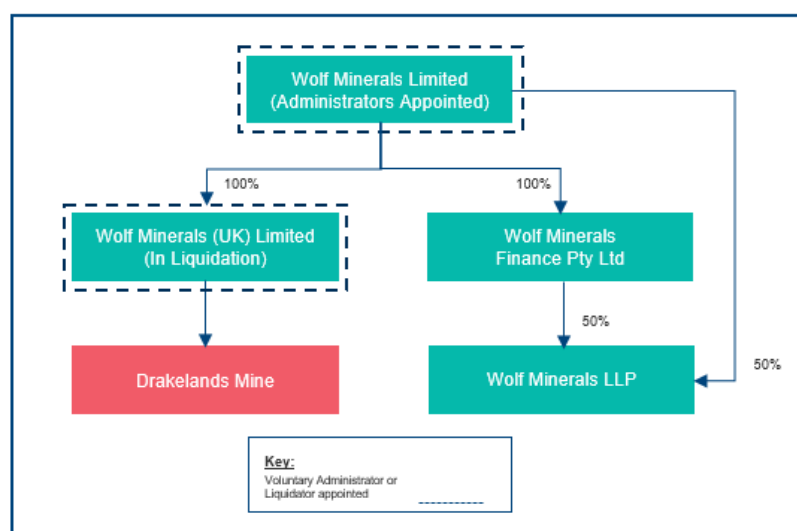 Wolf Minerals Limited
(Administrators Appointed)
100%
100%
Wolf Minerals (UK) Limited
(In Liquidation)
Wolf Minerals
Finance Pty Ltd
50%
Drakelands Mine
Wolf Minerals LLP
50%
Key:
Voluntary Administrator or
Liquidator appointed